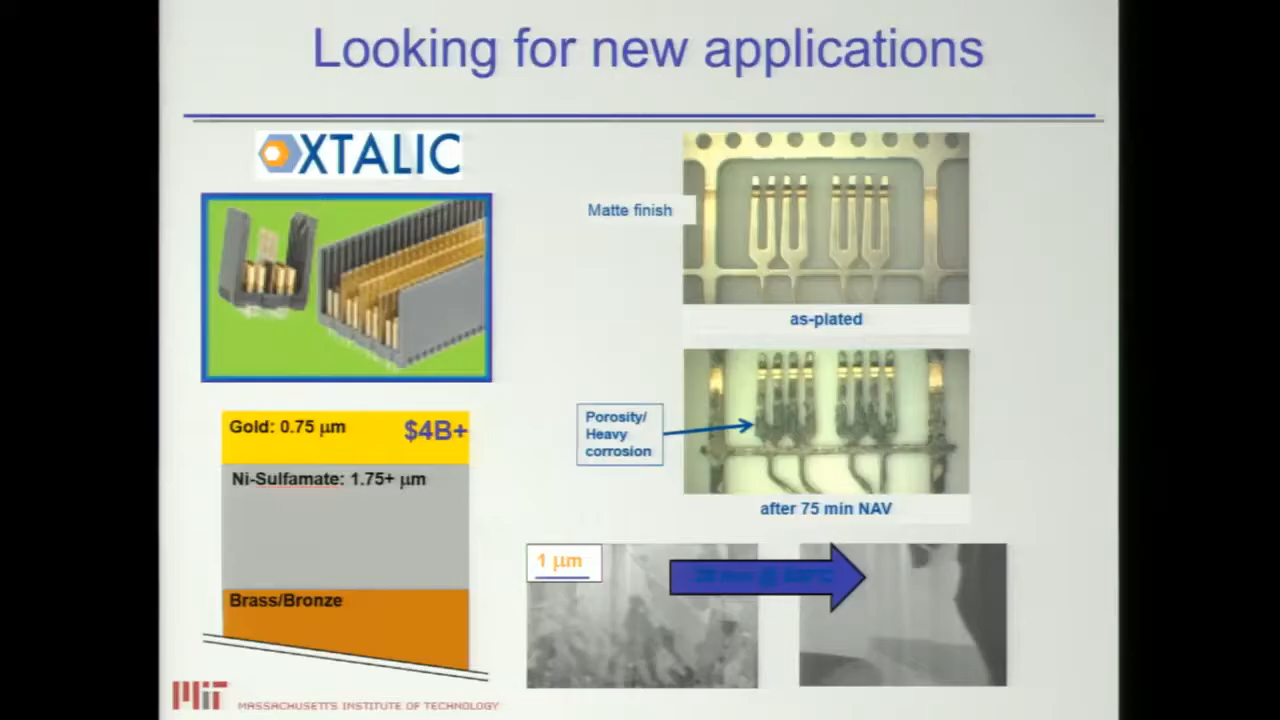 Looking for new applications
XTALIC
Matte finish
as-plated
Porosity/
Heavy
corrosion
after 75 min NAV
Gold: 0.75 μm
$4B+
Ni-Sulfamate: 1.75+ μm
Brass/Bronze
1 μm
MIT
MASSACHUSETTS INSTITUTE OF TECHNOLOGY